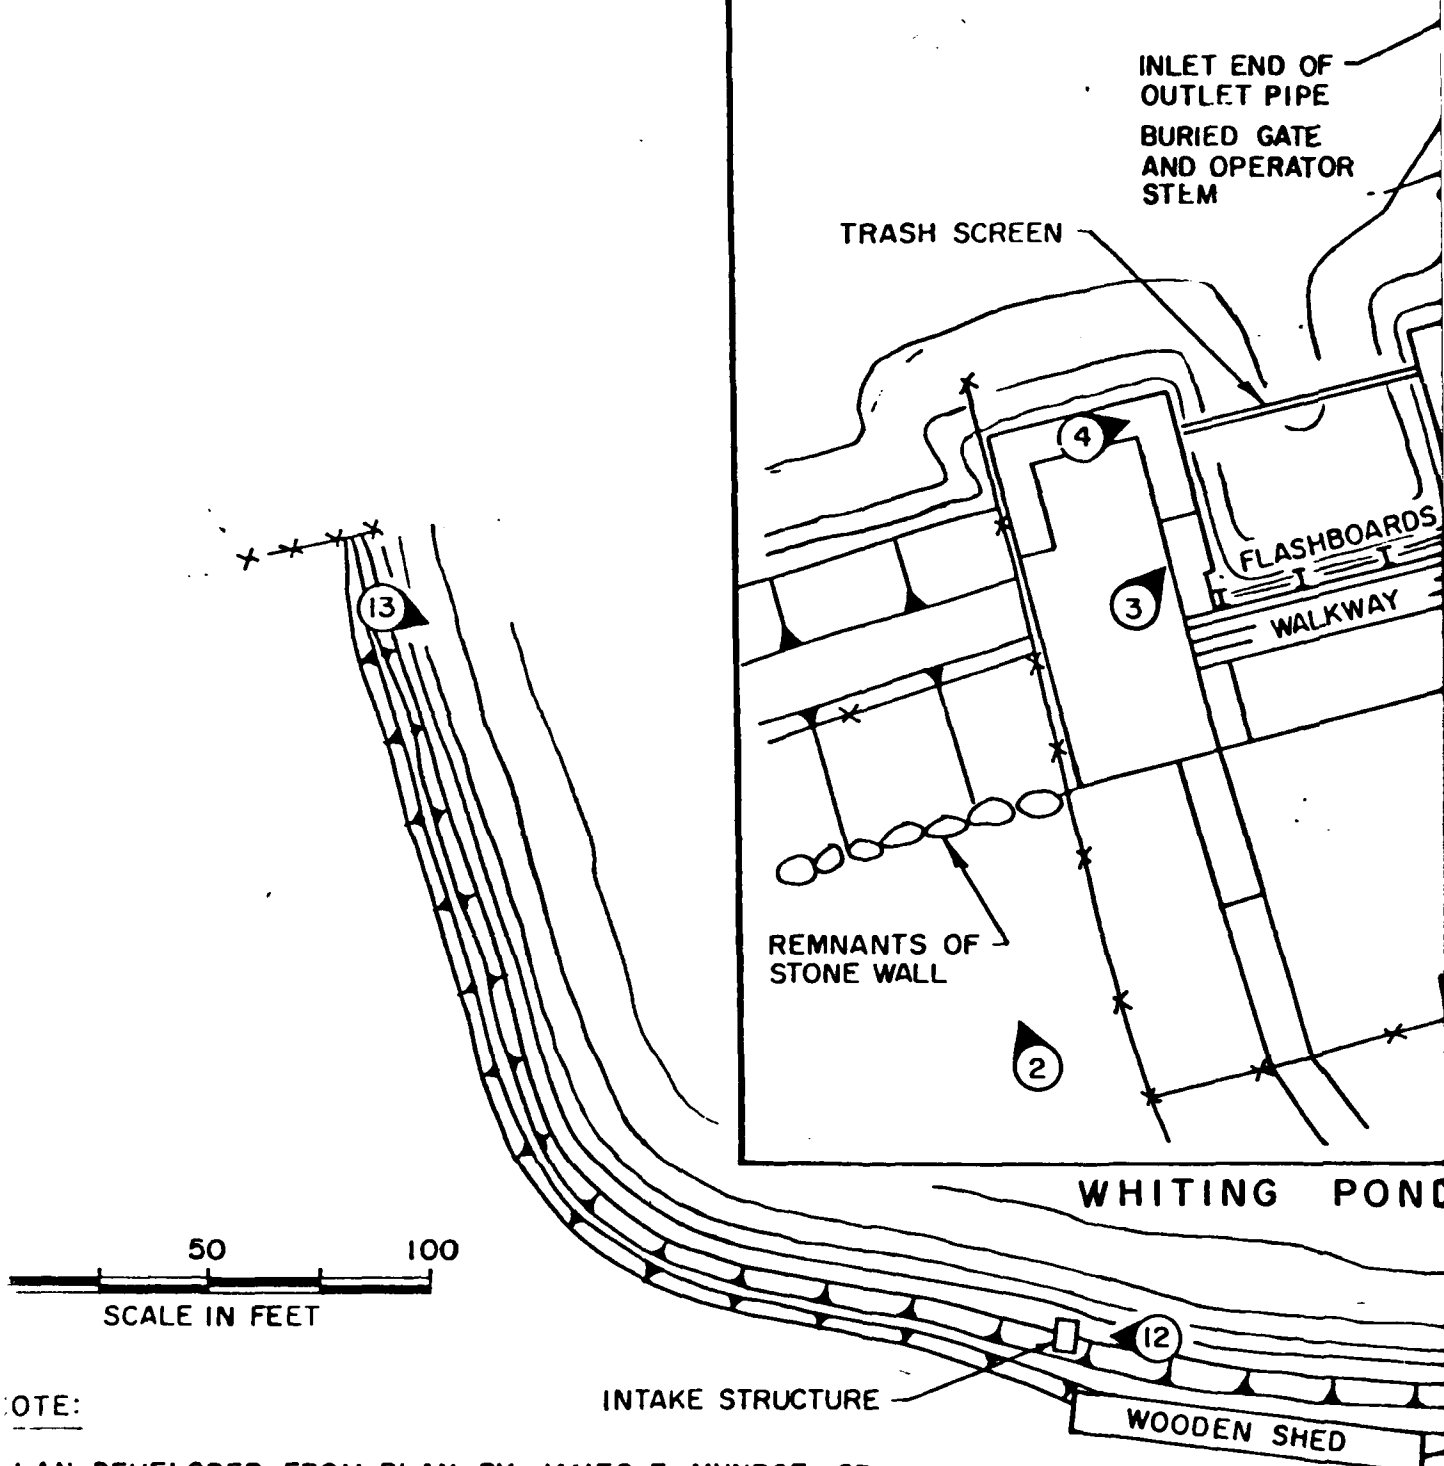 INLET END OF
OUTLET PIPE
BURIED GATE
AND OPERATOR
STEM
TRASH SCREEN
4
FLASHBOARDS
13
3
WALKWAY
REMNANTS OF
STONE WALL
2
WHITING POND
50 100
SCALE IN FEET
12
INTAKE STRUCTURE
OTE:
WOODEN SHED